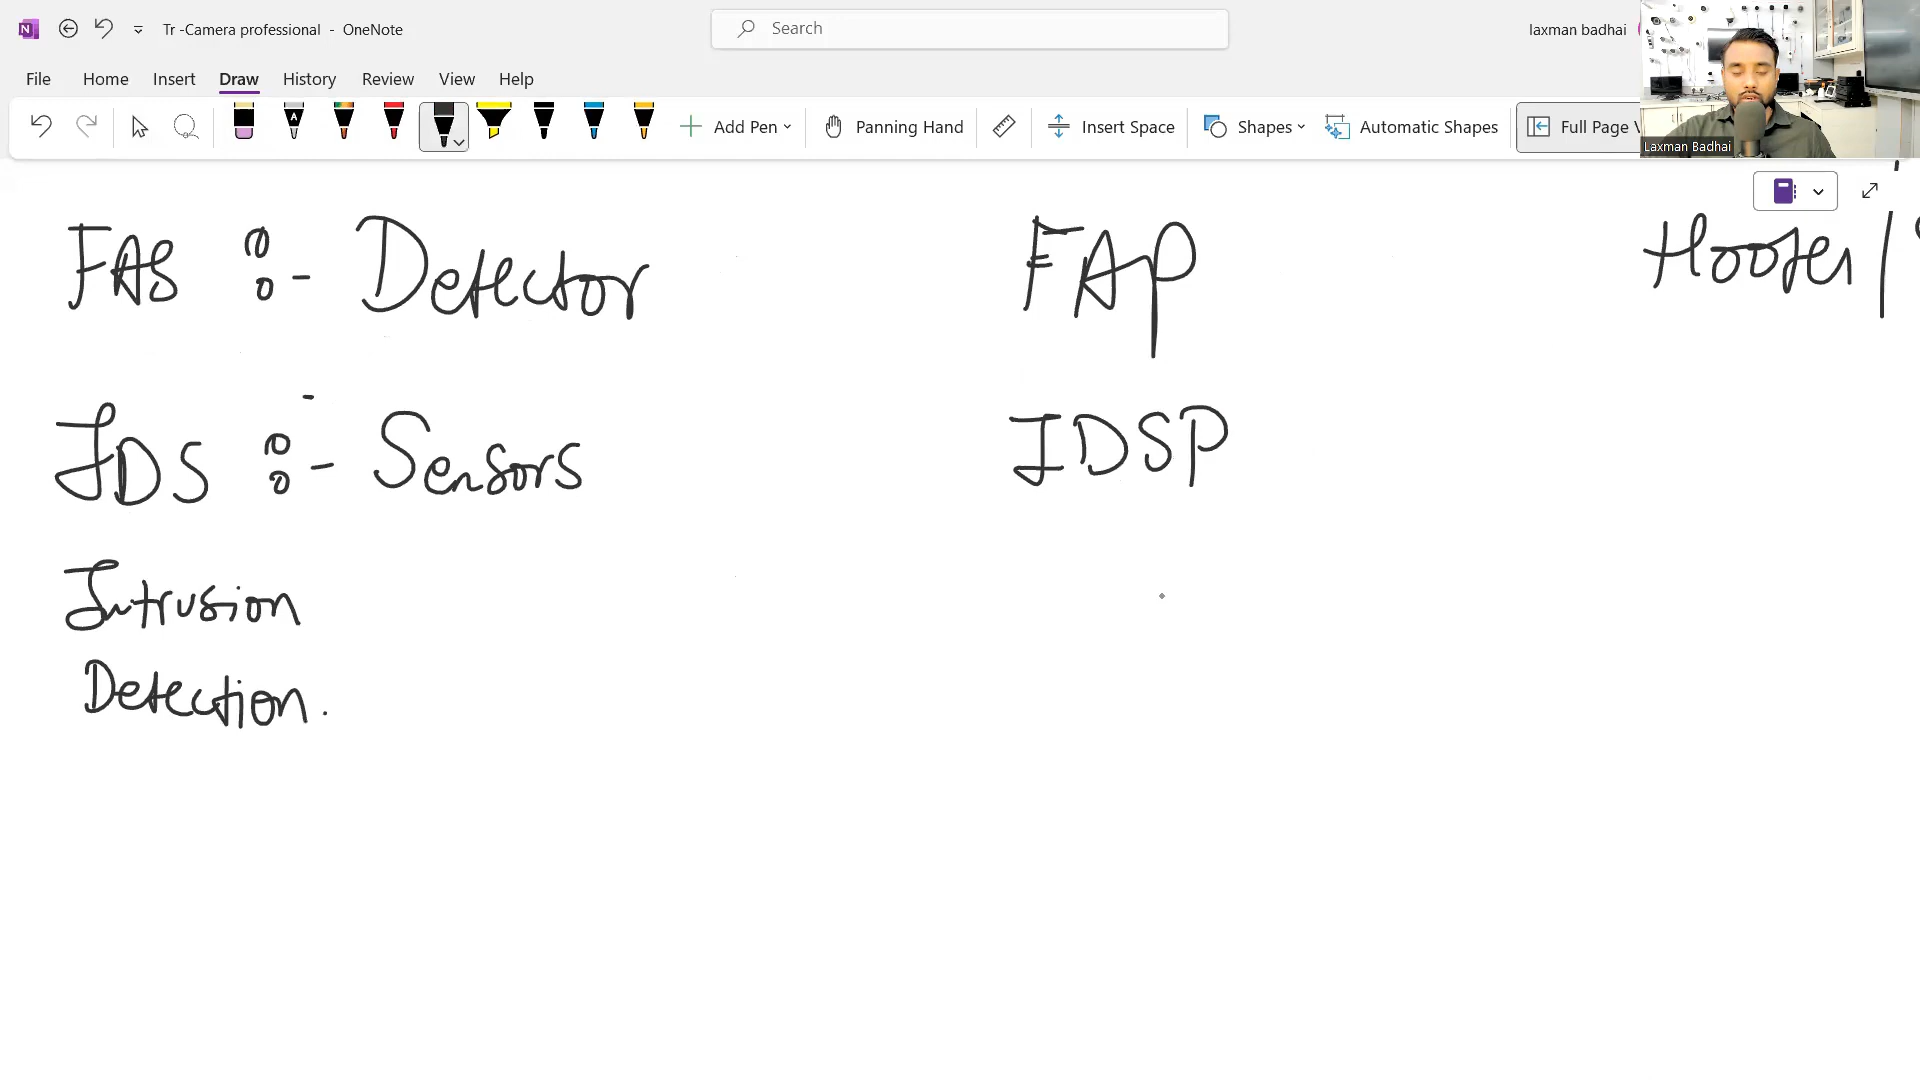 Tr -Camera professional - OneNote
Search
laxman badhai
File Home Insert Draw History Review View Help
Add Pen Panning Hand Insert Space Shapes Automatic Shapes Full Page V
Laxman Badhai
FAS :- Detector FAP Hooter /
IDS :- Sensors IDSP
Intrusion
Detection.